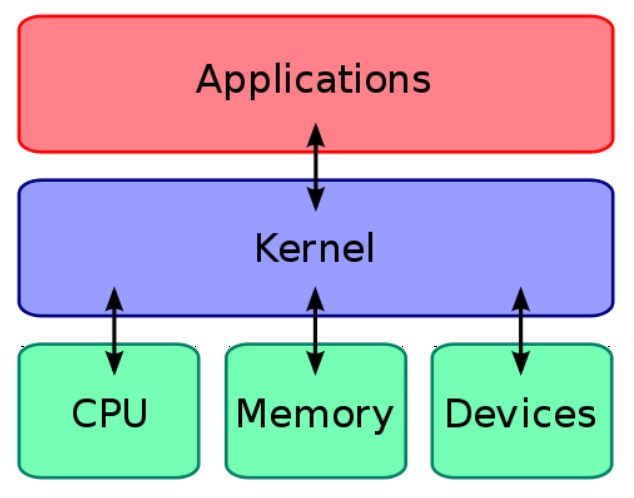 Applications
Kernel
CPU
Memory
Devices